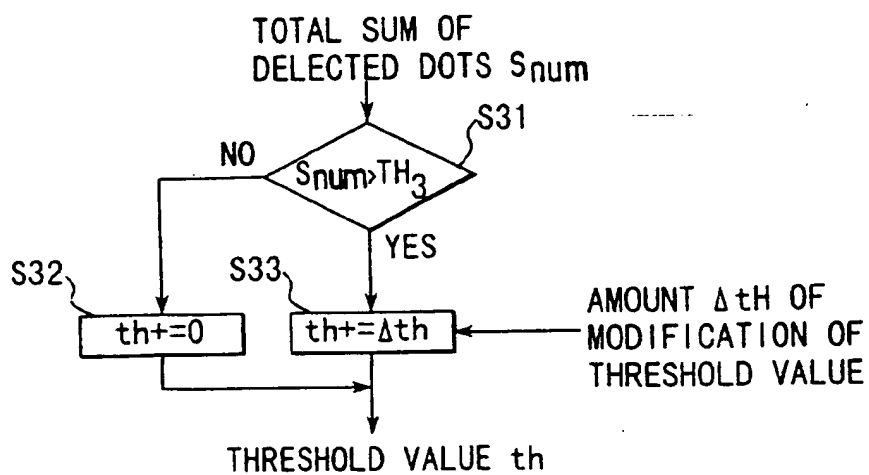 TOTAL SUM OF
DELECTED DOTS Snum
S31
NO
Snum>TH3
YES
S32
S33
th+=0
th+=Δth
AMOUNT ΔtH OF
MODIFICATION OF
THRESHOLD VALUE
THRESHOLD VALUE th